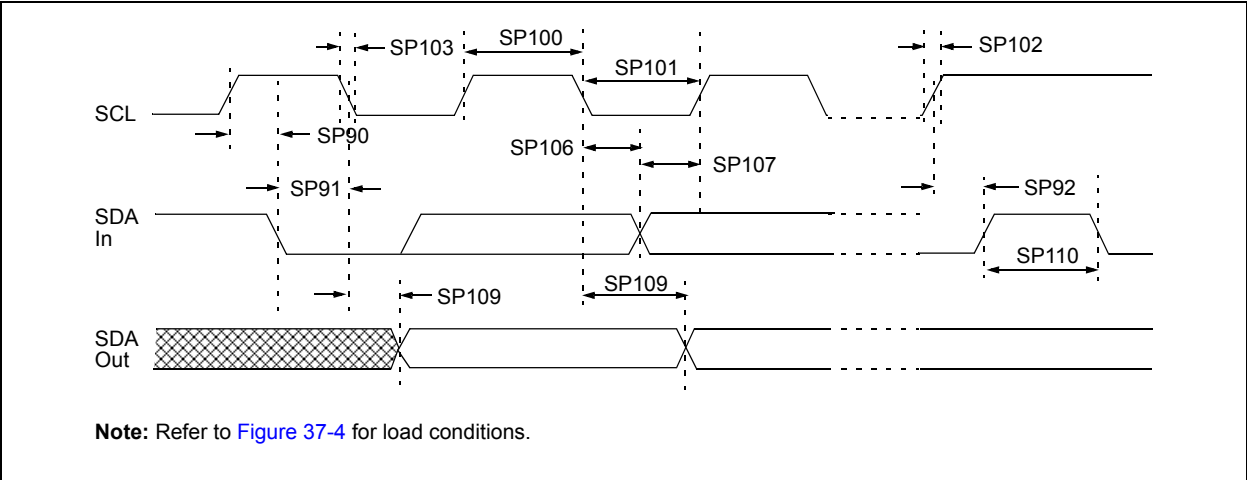 SP103
SP100
SP102
SP101
SCL
SP90
SP106
SP107
SP91
SP92
SDA
In
SP110
SP109
SP109
SDA
Out
Note: Refer to Figure 37-4 for load conditions.